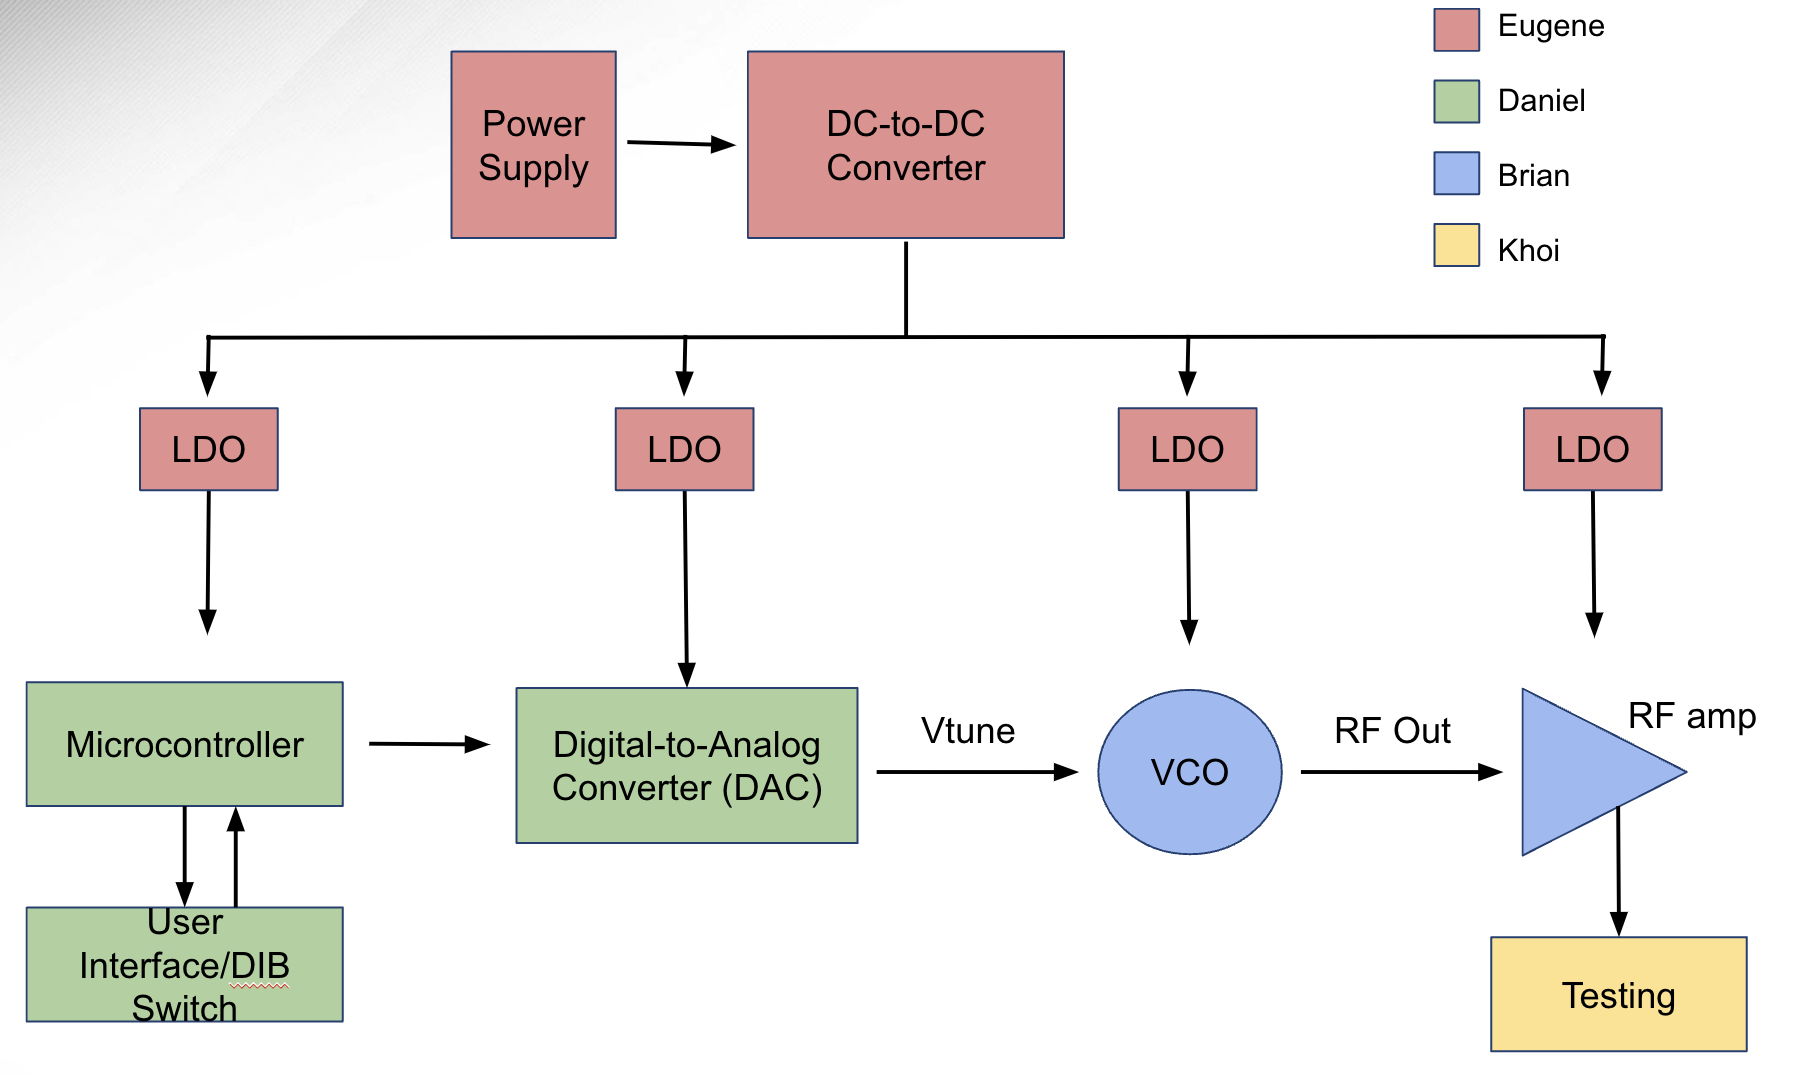 Eugene
Daniel
Brian
Khoi
Power
Supply
DC-to-DC
Converter
LDO
LDO
LDO
LDO
Microcontroller
Digital-to-Analog
Converter (DAC)
Vtune
VCO
RF Out
RF amp
User
Interface/DIB
Switch
Testing